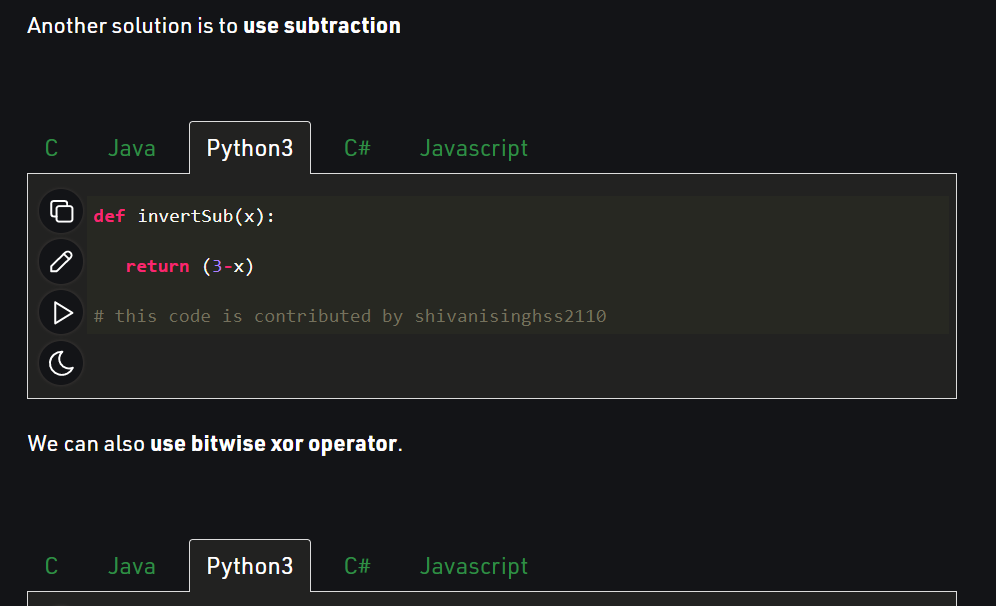 Another solution is to use subtraction
C Java Python3 C# Javascript
def invertSub(x):
return (3-x)
# this code is contributed by shivanisinghss2110
We can also use bitwise xor operator.
C Java Python3 C# Javascript